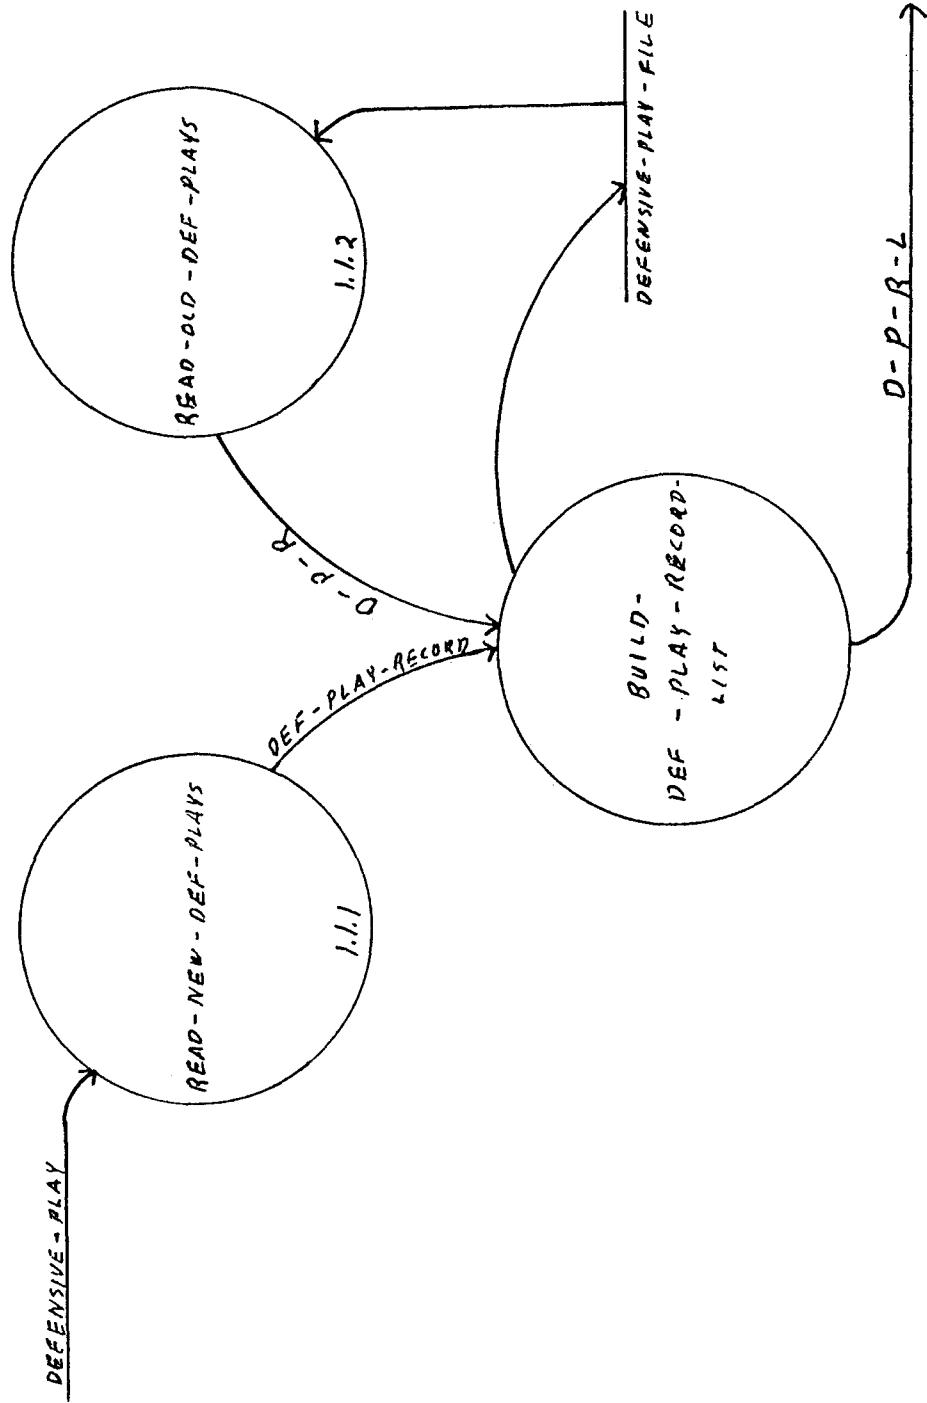 DEFENSIVE-PLAY
READ-NEW-DEF-PLAYS
1.1.1
DEF-PLAY-RECORD
READ-OLD-DEF-PLAYS
1.1.2
D-P-R
BUILD-
DEF-PLAY-RECORD-
LIST
DEFENSIVE-PLAY-FILE
D-P-R-L